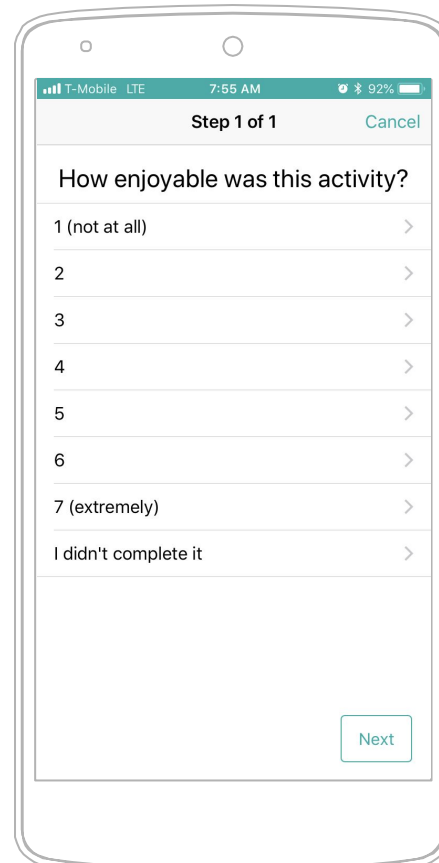 T-Mobile LTE 7:55 AM 92%
Step 1 of 1 Cancel
How enjoyable was this activity?
1 (not at all)
2
3
4
5
6
7 (extremely)
I didn't complete it
Next